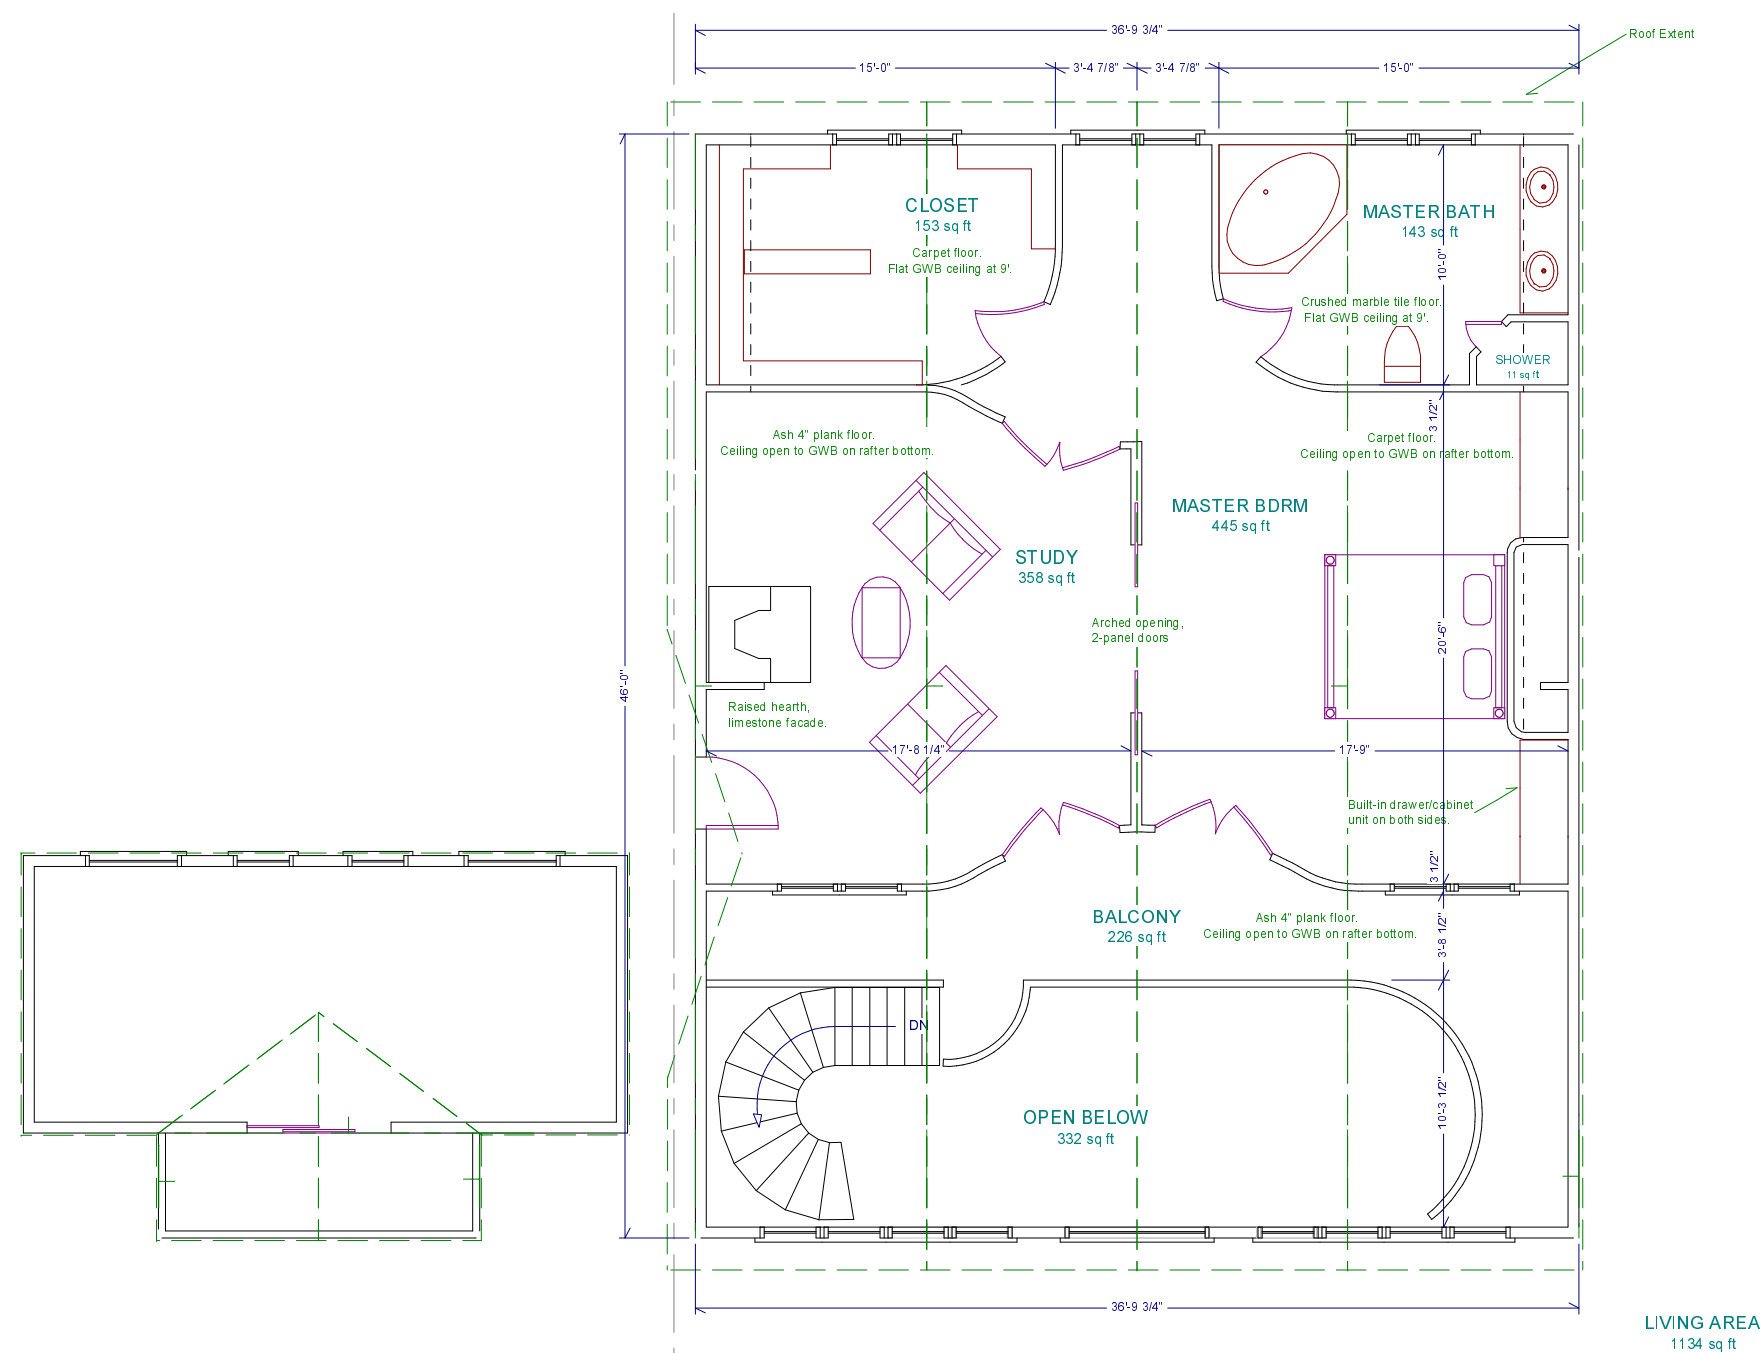 36'-9 3/4"
Roof Extent
15'-0"
3'-4 7/8"
3'-4 7/8"
15'-0"
CLOSET
153 sq ft
Carpet floor.
Flat GWB ceiling at 9'.
MASTER BATH
143 sq ft
10'-0"
Crushed marble tile floor.
Flat GWB ceiling at 9'.
SHOWER
11 sq ft
3 1/2"
Ash 4" plank floor.
Ceiling open to GWB on rafter bottom.
Carpet floor.
Ceiling open to GWB on rafter bottom.
MASTER BDRM
445 sq ft
STUDY
358 sq ft
Arched opening,
2-panel doors
20'-6"
46'-0"
Raised hearth,
limestone facade.
17'-8 1/4"
17'-9"
Built-in drawer/cabinet
unit on both sides.
3 1/2"
BALCONY
226 sq ft
Ash 4" plank floor.
Ceiling open to GWB on rafter bottom.
3'-8 1/2"
DN
OPEN BELOW
332 sq ft
10'-3 1/2"
36'-9 3/4"
LIVING AREA
1134 sq ft